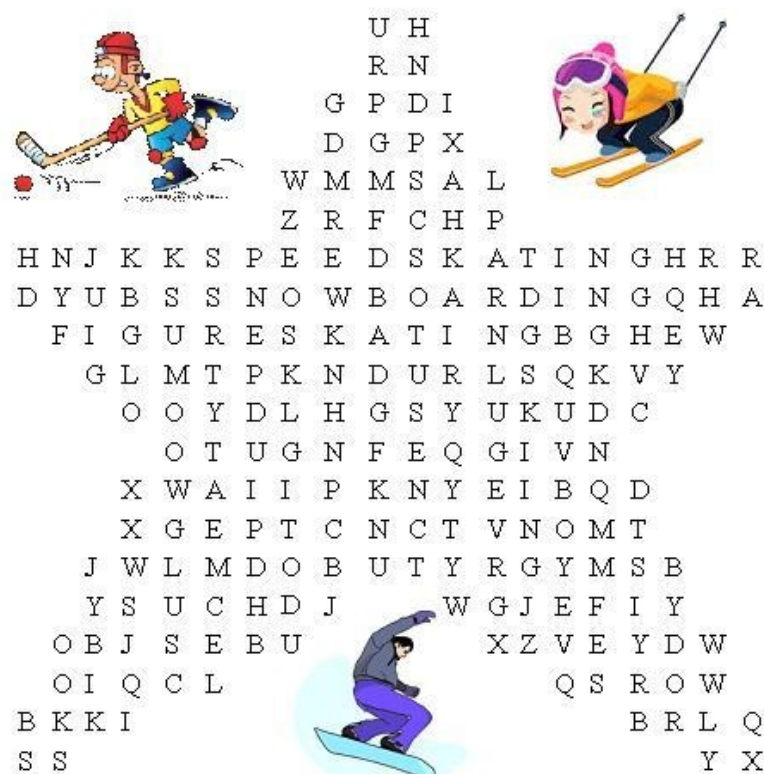 U H
R N
G P D I
D G P X
W M M S A L
Z R F C H P
H N J K K S P E E D S K A T I N G H R R
D Y U B S S N O W B O A R D I N G Q H A
F I G U R E S K A T I N G B G H E W
G L M T P K N D U R L S Q K V Y
O O Y D L H G S Y U K U D C
O T U G N F E Q G I V N
X W A I I P K N Y E I B Q D
X G E P T C N C T V N O M T
J W L M D O B U T Y R G Y M S B
Y S U C H D J W G J E F I Y
O B J S E B U X Z V E Y D W
O I Q C L Q S R O W
B K K I B R L Q
S S Y X